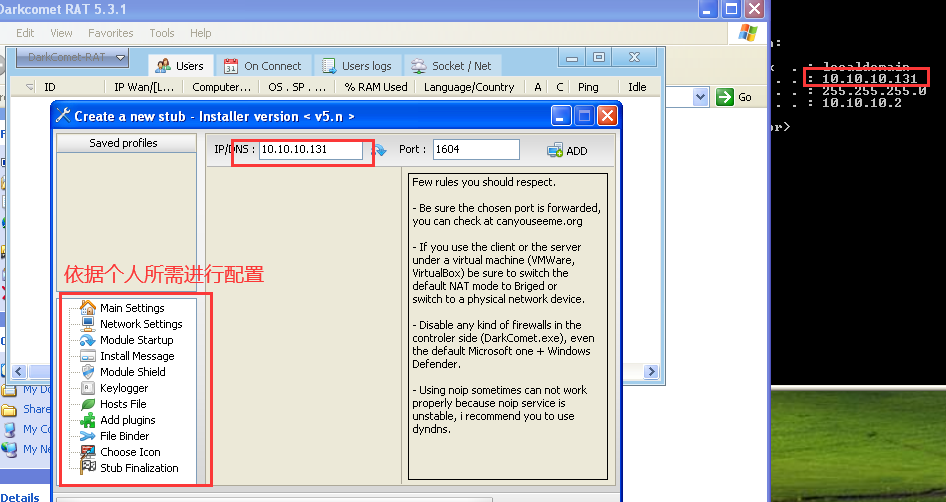 Darkcomet RAT 5.3.1
Edit View Favorites Tools Help
DarkComet-RAT
Users On Connect Users logs Socket / Net
ID IP Wan/[L... Computer... OS . SP . ... % RAM Used Language/Country A C Ping Idle
Go
Create a new stub - Installer version < v5.n >
Saved profiles
IP/DNS : 10.10.10.131 Port : 1604 ADD
Few rules you should respect.
- Be sure the chosen port is forwarded,
you can check at canyouseeme.org
- If you use the client or the server
under a virtual machine (VMWare,
VirtualBox) be sure to switch the
default NAT mode to Briged or
switch to a physical network device.
- Disable any kind of firewalls in the
controler side (DarkComet.exe), even
the default Microsoft one + Windows
Defender.
- Using noip sometimes can not work
properly because noip service is
unstable, i recommend you to use
dyndns.
依据个人所需进行配置
Main Settings
Network Settings
Module Startup
Install Message
Module Shield
Keylogger
Hosts File
Add plugins
File Binder
Choose Icon
Stub Finalization
My Do
Share
My Co
My Ne
Details
: localdomain
. . : 10.10.10.131
. . : 255.255.255.0
. . : 10.10.10.2
or>